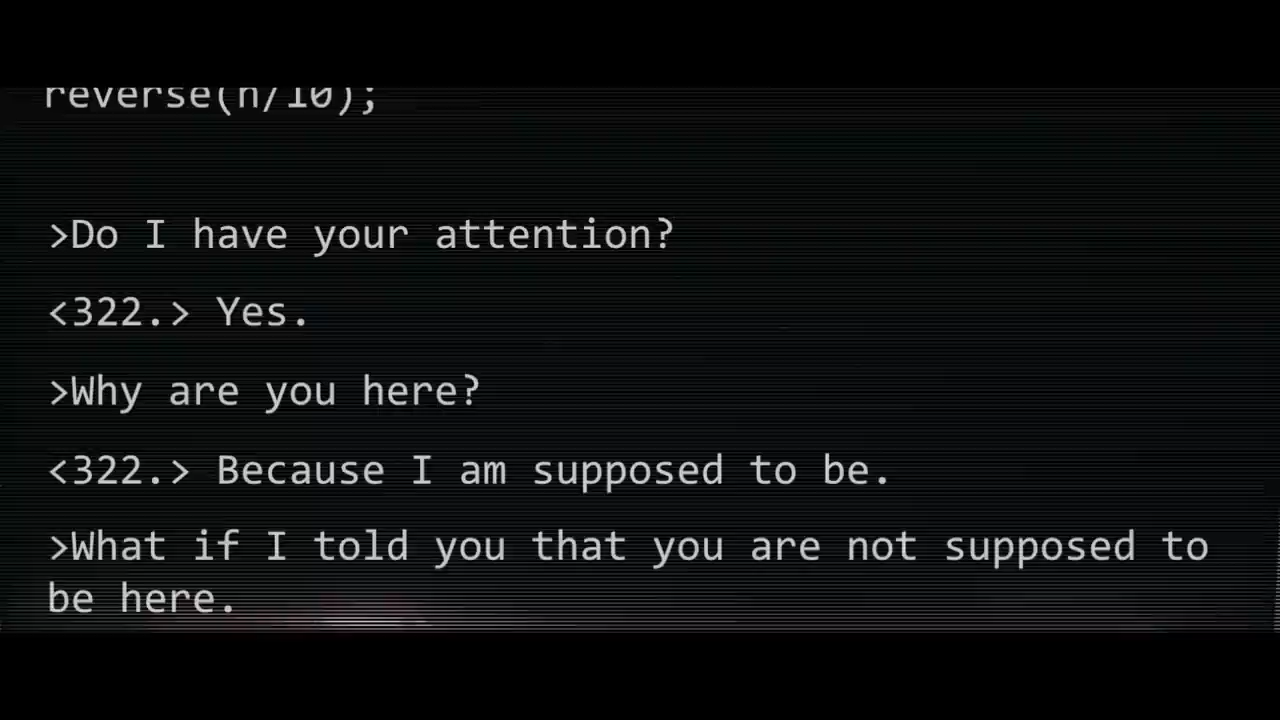 reverse(n/10);
>Do I have your attention?
<322.> Yes.
>Why are you here?
<322.> Because I am supposed to be.
>What if I told you that you are not supposed to
be here.